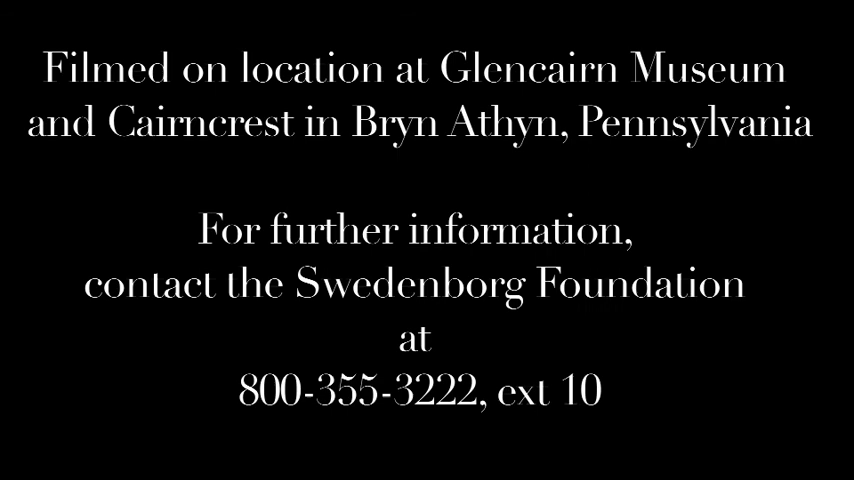 Filmed on location at Glencairn Museum
and Cairncrest in Bryn Athyn, Pennsylvania
For further information,
contact the Swedenborg Foundation
at
800-355-3222, ext 10